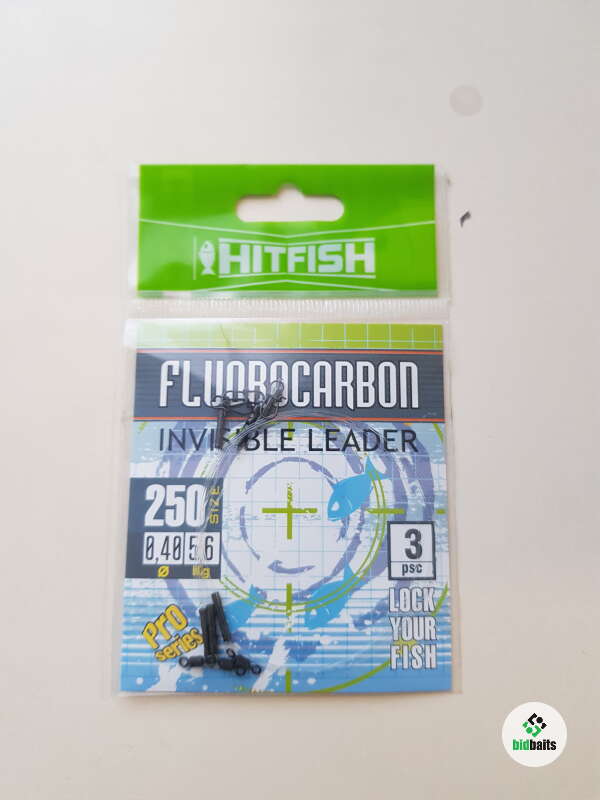 HITFISH
FLUOROCARBON
INVISIBLE LEADER
250 SIZE
0,40 5,6
Ø kg
3
psc
PRO
series
LOCK
YOUR
FISH
bidbaits